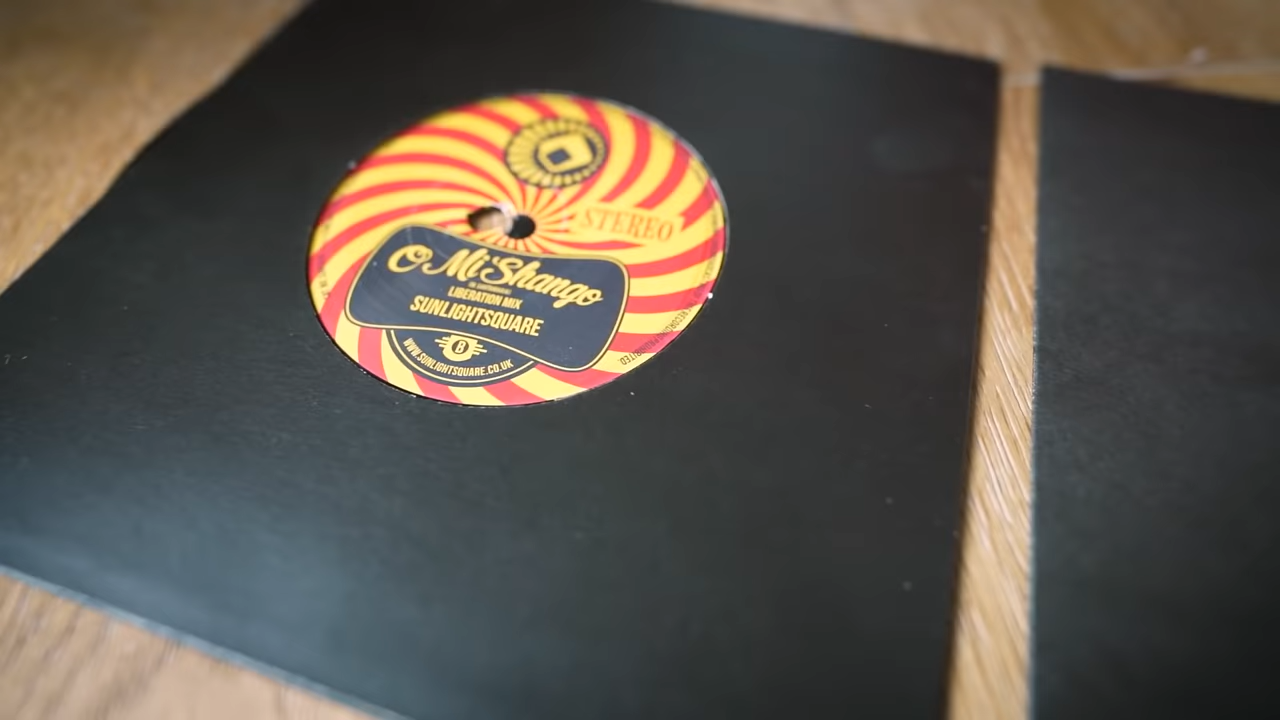 STEREO
O Mi Shango
LIBERATION MIX
SUNLIGHTSQUARE
B
WWW.SUNLIGHTSQUARE.CO.UK